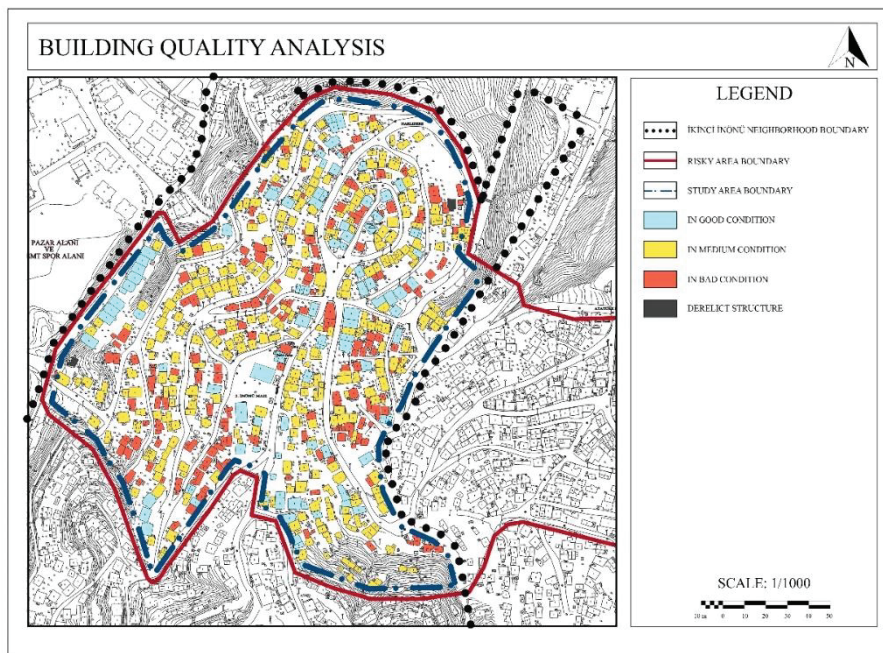 BUILDING QUALITY ANALYSIS
N
LEGEND
İKİNCİ İNÖNÜ NEIGHBORHOOD BOUNDARY
RISKY AREA BOUNDARY
STUDY AREA BOUNDARY
IN GOOD CONDITION
IN MEDIUM CONDITION
IN BAD CONDITION
DERELICT STRUCTURE
PAZAR ALANI
VE
SPOR ALANI
SCALE: 1/1000
0 10 20 30 40 50